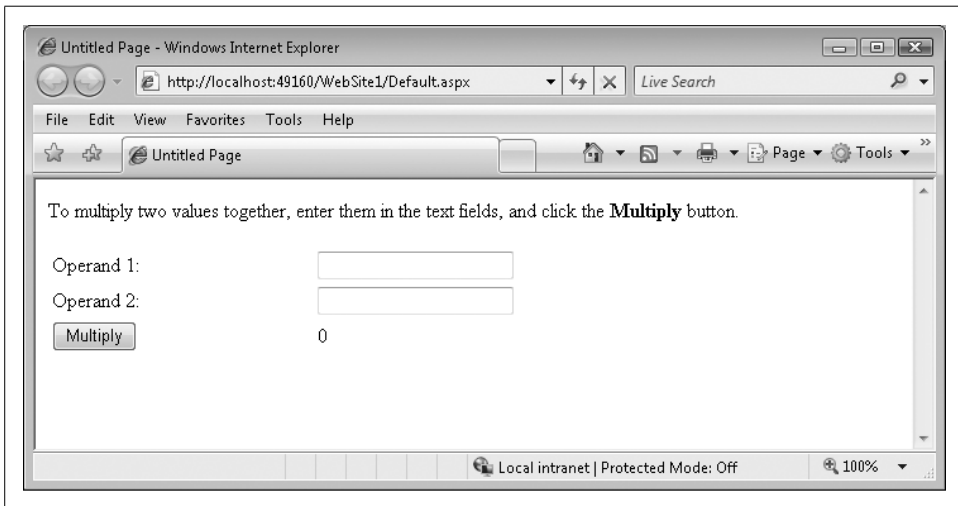 Untitled Page - Windows Internet Explorer
http://localhost:49160/WebSite1/Default.aspx
Live Search
File Edit View Favorites Tools Help
Untitled Page
Page Tools »
To multiply two values together, enter them in the text fields, and click the Multiply button.
Operand 1:
Operand 2:
Multiply 0
Local intranet | Protected Mode: Off 100%